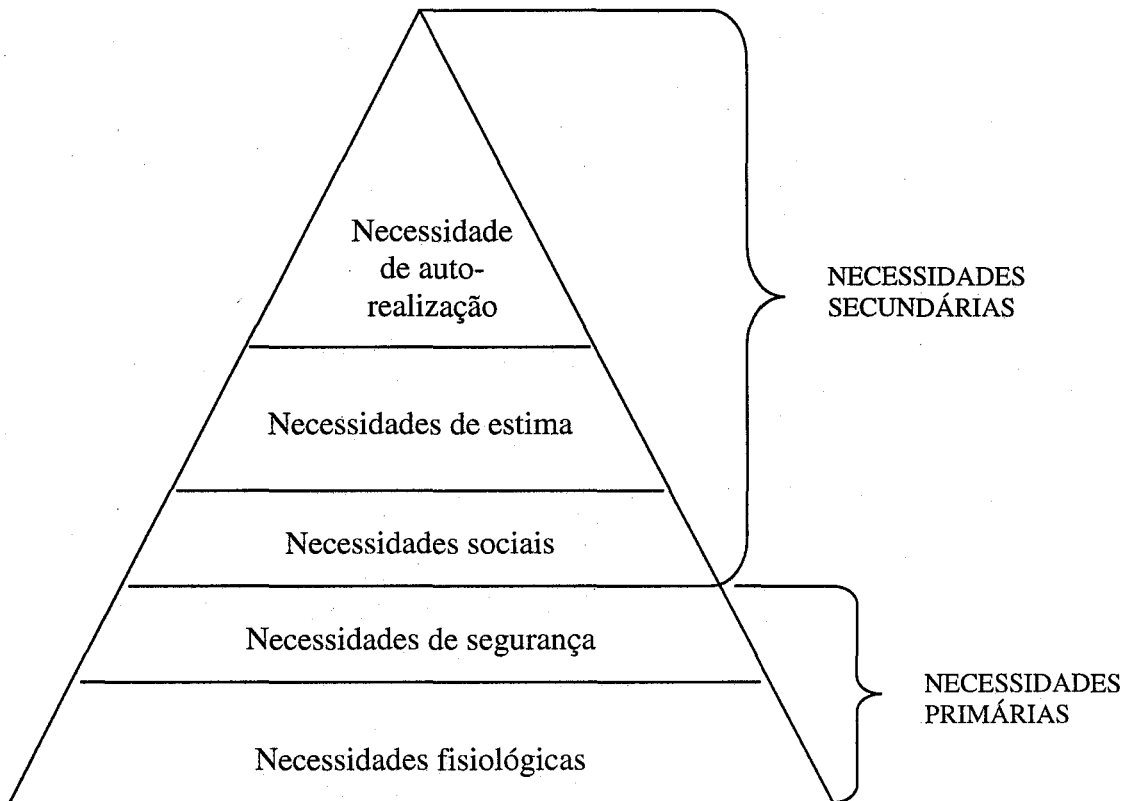 Necessidade
de auto-
realização
NECESSIDADES
SECUNDÁRIAS
Necessidades de estima
Necessidades sociais
Necessidades de segurança
NECESSIDADES
PRIMÁRIAS
Necessidades fisiológicas